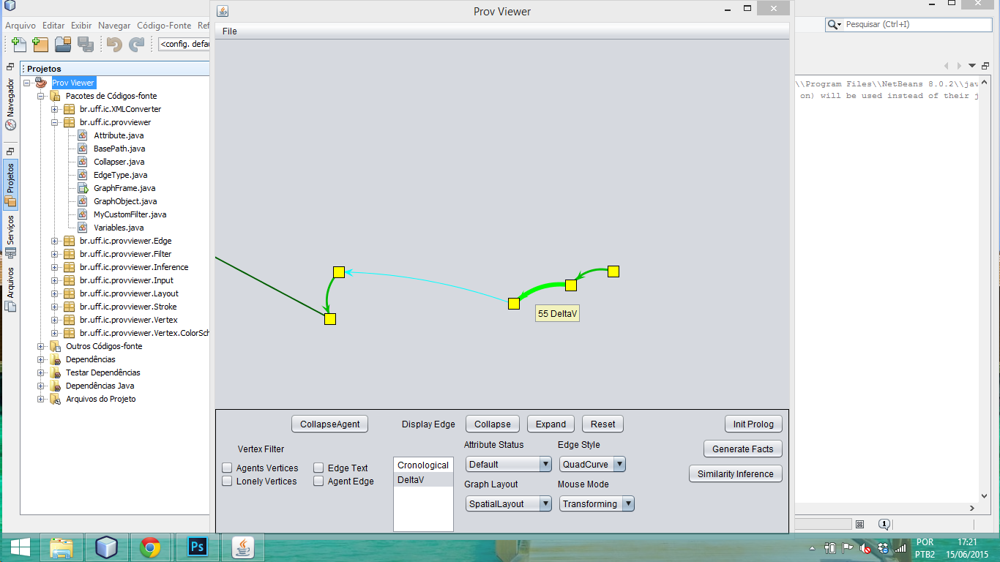 Prov Viewer
Arquivo Editar Exibir Navegar Código-Fonte Ref
File
Pesquisar (Ctrl+I)
<config. defau
Navegador
Projetos
Serviços
Arquivos
Projetos
Prov Viewer
Pacotes de Códigos-fonte
br.uff.ic.XMLConverter
br.uff.ic.provviewer
Attribute.java
BasePath.java
Collapser.java
EdgeType.java
GraphFrame.java
GraphObject.java
MyCustomFilter.java
Variables.java
br.uff.ic.provviewer.Edge
br.uff.ic.provviewer.Filter
br.uff.ic.provviewer.Inference
br.uff.ic.provviewer.Input
br.uff.ic.provviewer.Layout
br.uff.ic.provviewer.Stroke
br.uff.ic.provviewer.Vertex
br.uff.ic.provviewer.Vertex.ColorSch
Outros Códigos-fonte
Dependências
Testar Dependências
Dependências Java
Arquivos do Projeto
\\Program Files\\NetBeans 8.0.2\\jav
on) will be used instead of their j
55 DeltaV
CollapseAgent
Display Edge
Collapse
Expand
Reset
Init Prolog
Vertex Filter
Attribute Status
Edge Style
Generate Facts
Agents Vertices
Edge Text
Cronological
Default
QuadCurve
Lonely Vertices
Agent Edge
DeltaV
Graph Layout
Mouse Mode
Similarity Inference
SpatialLayout
Transforming
1
Ps
POR
PTB2
17:21
15/06/2015